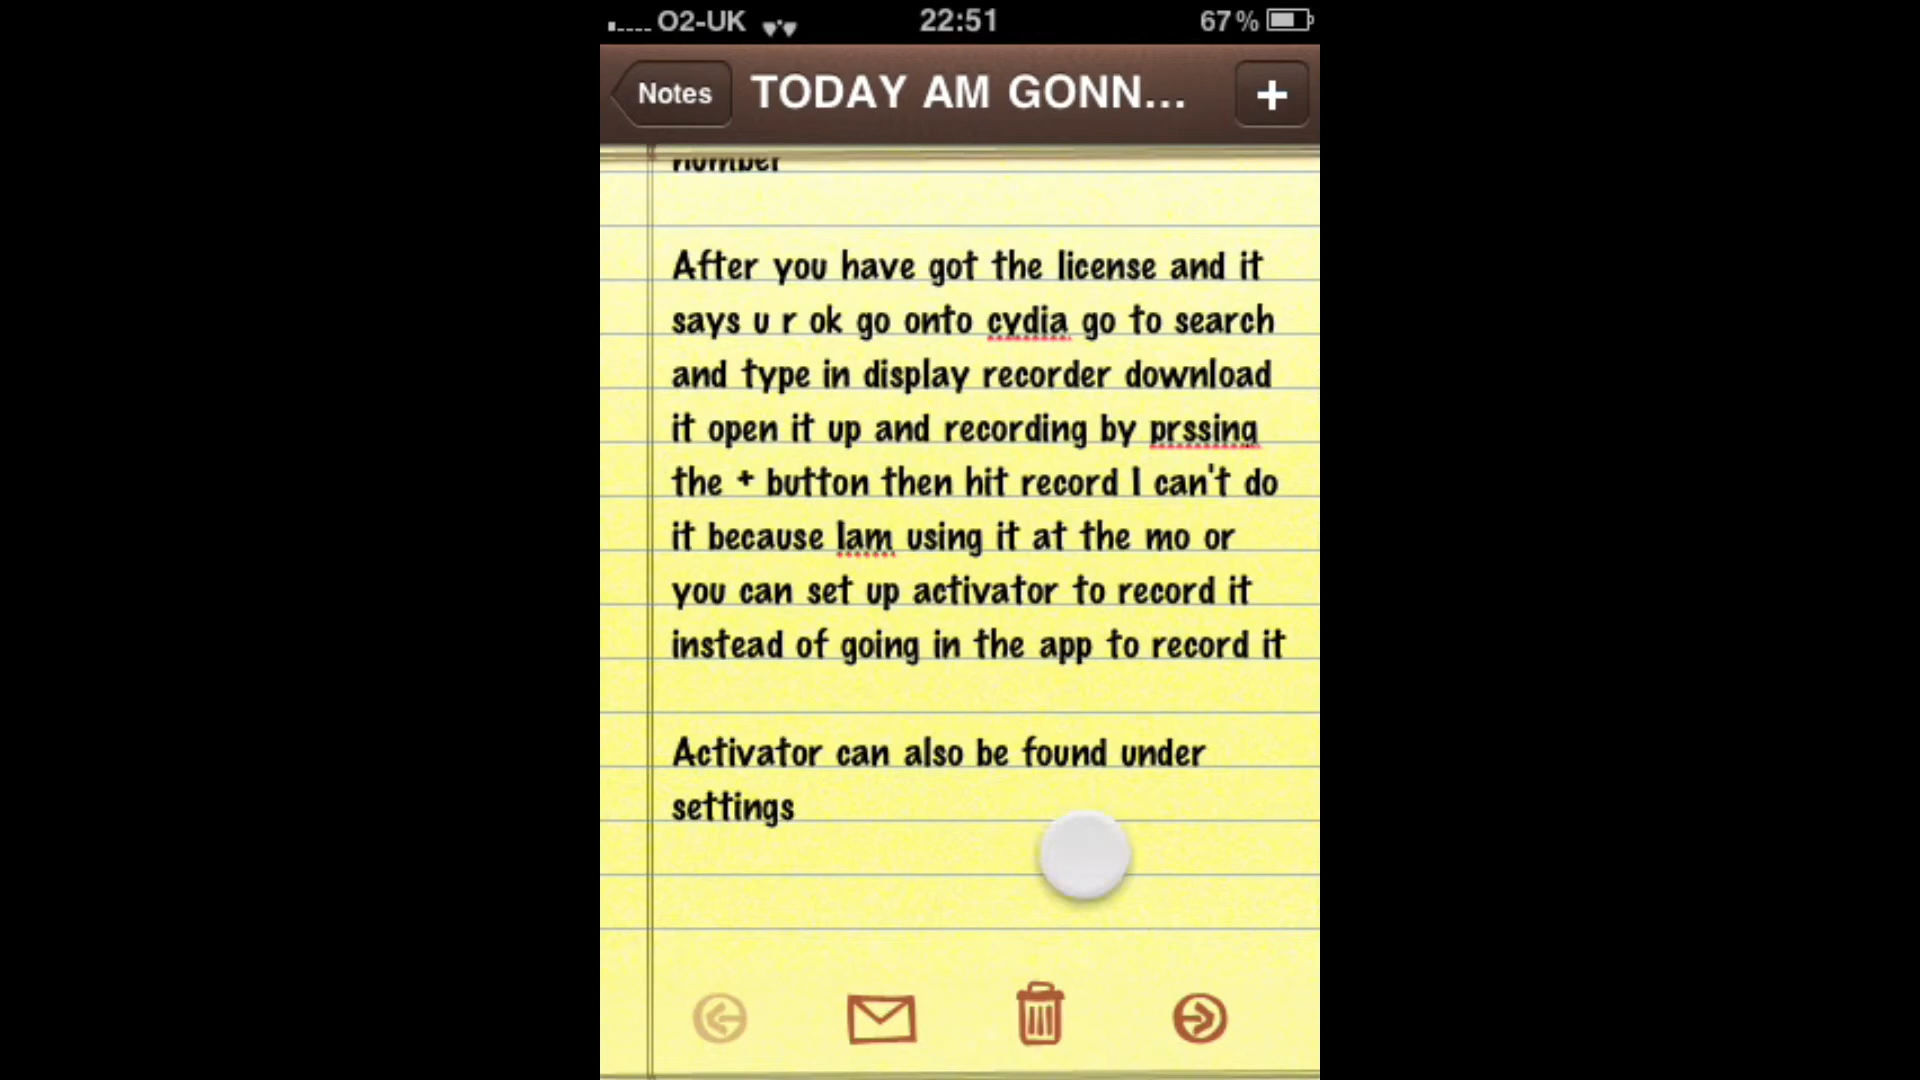 O2-UK 22:51 67%
Notes TODAY AM GONN... +
number
After you have got the license and it
says u r ok go onto cydia go to search
and type in display recorder download
it open it up and recording by prssing
the + button then hit record I can't do
it because Iam using it at the mo or
you can set up activator to record it
instead of going in the app to record it
Activator can also be found under
settings